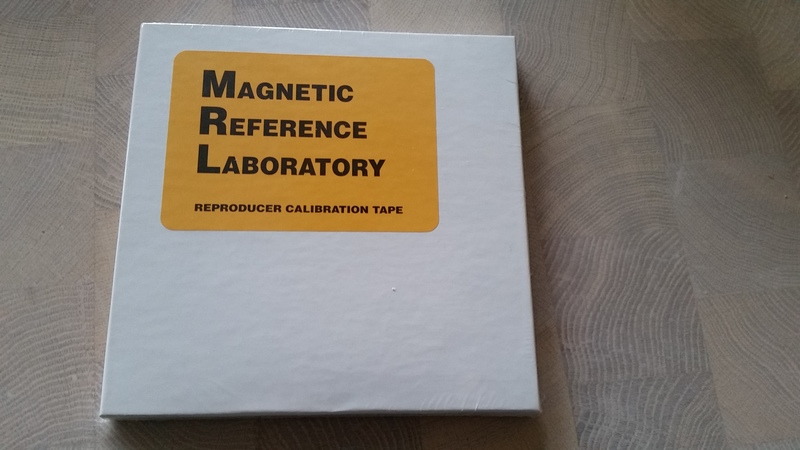 MAGNETIC
REFERENCE
LABORATORY
REPRODUCER CALIBRATION TAPE